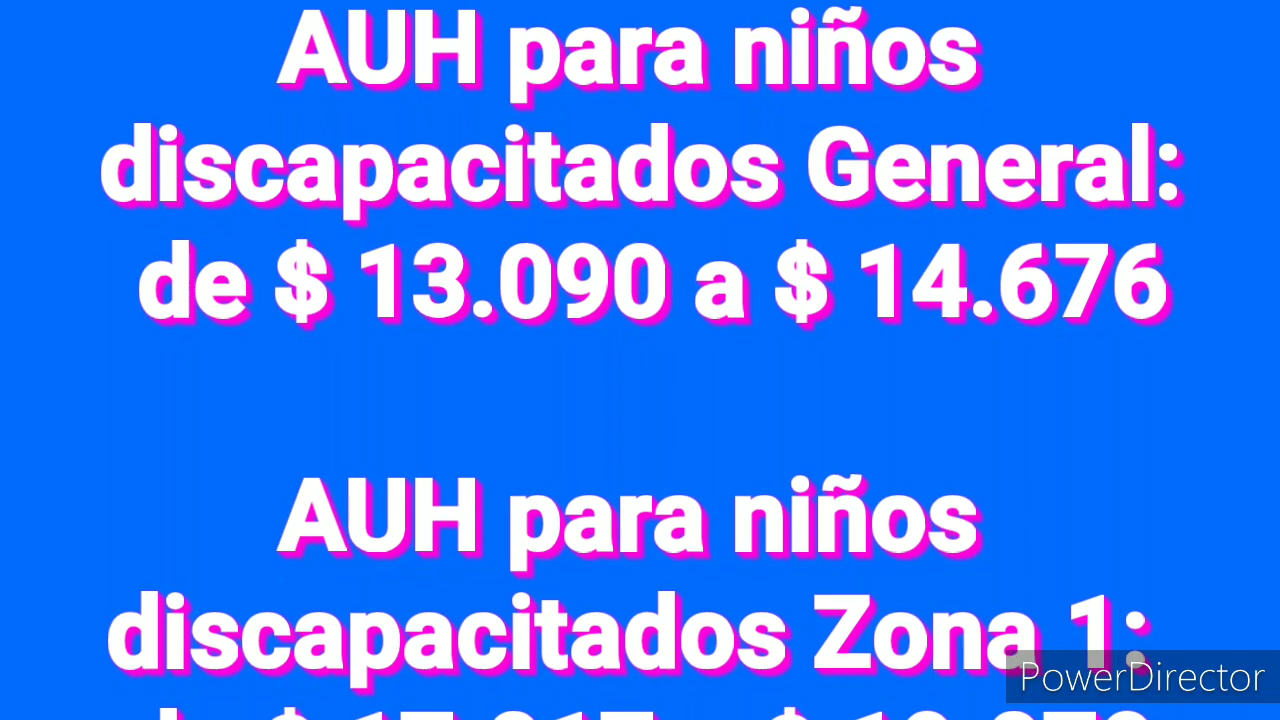 AUH para niños
discapacitados General:
de $ 13.090 a $ 14.676
AUH para niños
discapacitados Zona 1:
PowerDirector